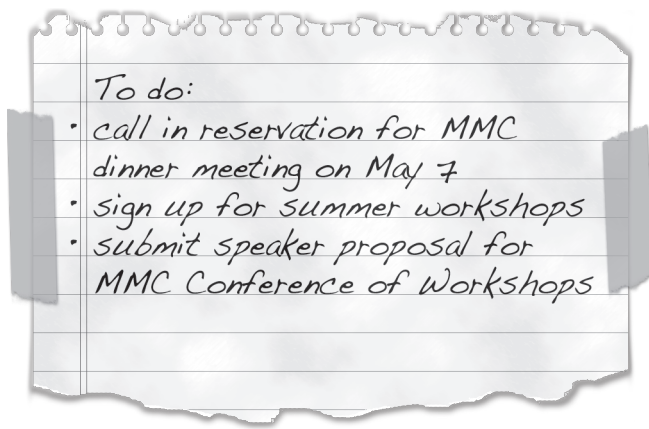 To do:
• call in reservation for MMC
dinner meeting on May 7
• sign up for summer workshops
• submit speaker proposal for
MMC Conference of Workshops